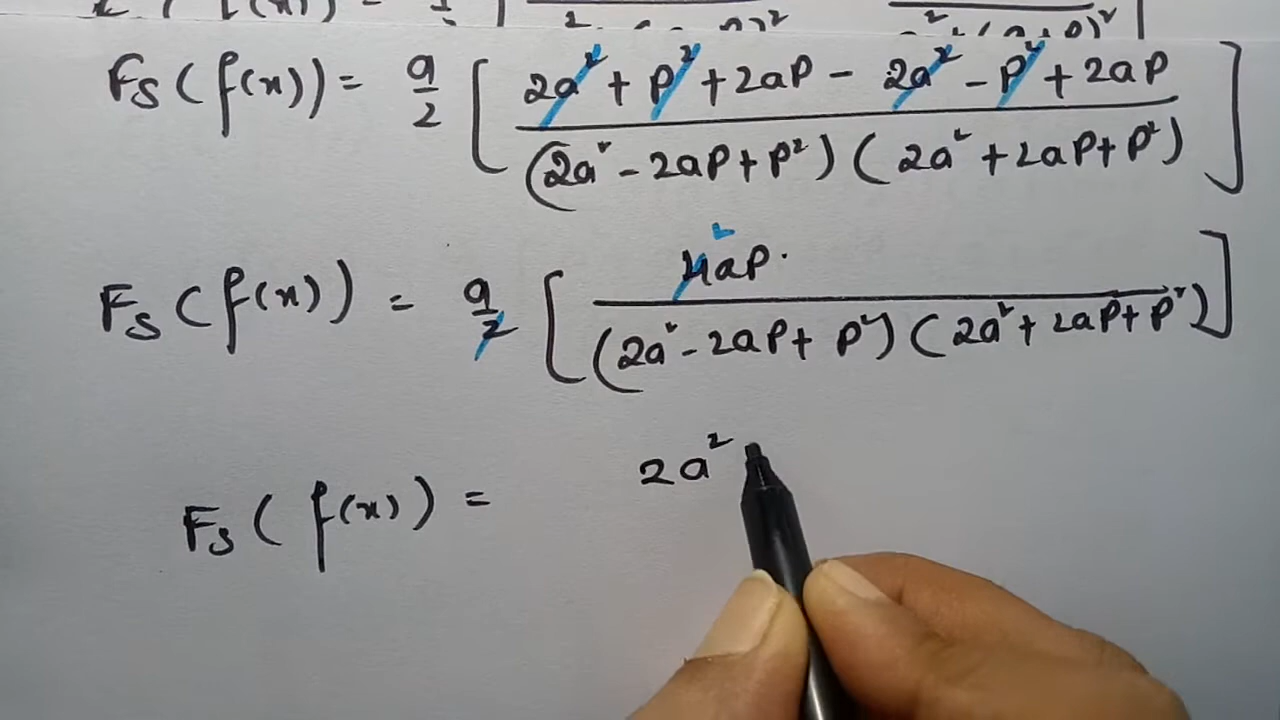 Fs(f(x)) = a/2 [ (2a² + p² + 2ap - 2a² - p² + 2ap) / ((2a² - 2ap + p²)(2a² + 2ap + p²)) ]
Fs(f(x)) = a/2 [ 4ap 2 / ((2a² - 2ap + p²)(2a² + 2ap + p²)) ]
Fs(f(x)) = 2a²